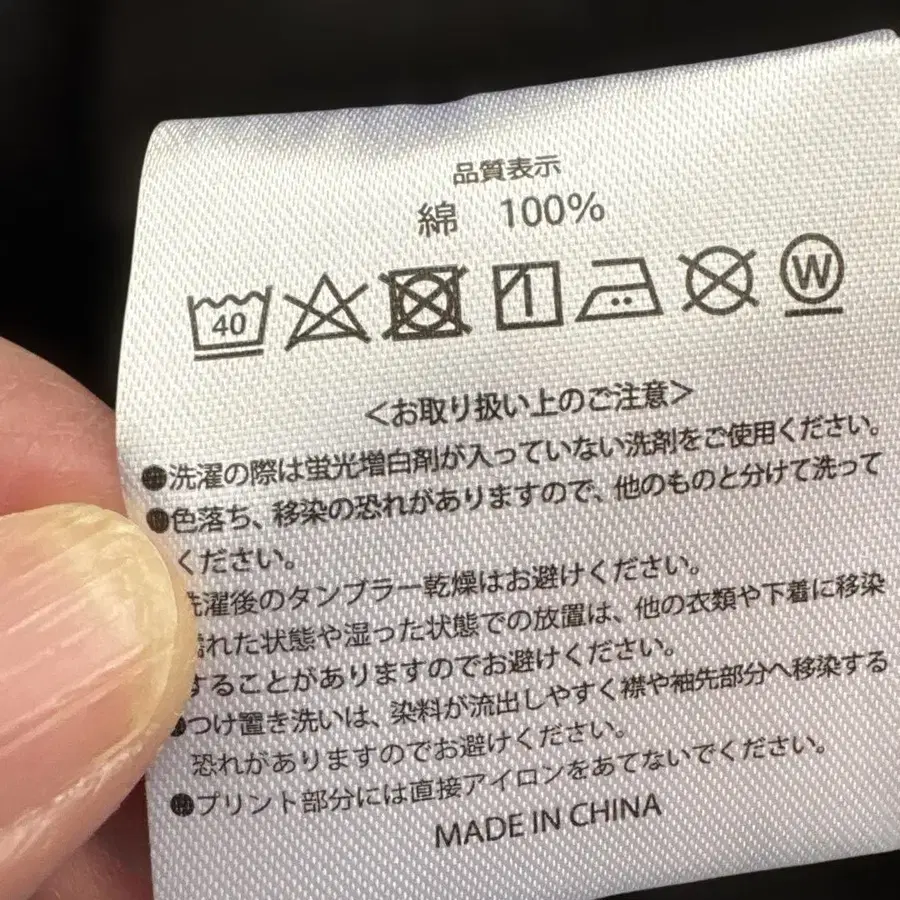 品質表示
綿 100%
40 W
<お取り扱い上のご注意>
●洗濯の際は蛍光増白剤が入っていない洗剤をご使用ください。
●色落ち、移染の恐れがありますので、他のものと分けて洗って
ください。
洗濯後のタンブラー乾燥はお避けください。
濡れた状態や湿った状態での放置は、他の衣類や下着に移染
することがありますのでお避けください。
●つけ置き洗いは、染料が流出しやすく襟や袖先部分へ移染する
恐れがありますのでお避けください。
●プリント部分には直接アイロンをあてないでください。
MADE IN CHINA